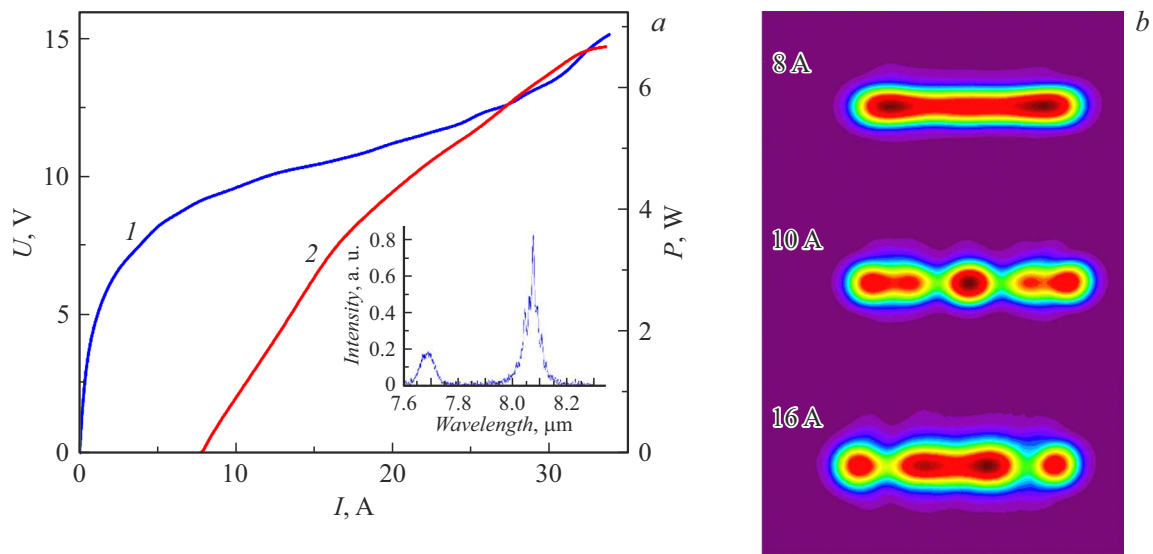 a
b
15
10
5
0
U, V
6
4
2
0
P, W
0
10
20
30
I, A
1
2
0.8
0.6
0.4
0.2
0
Intensity, a. u.
7.6
7.8
8.0
8.2
Wavelength, μm
8 A
10 A
16 A